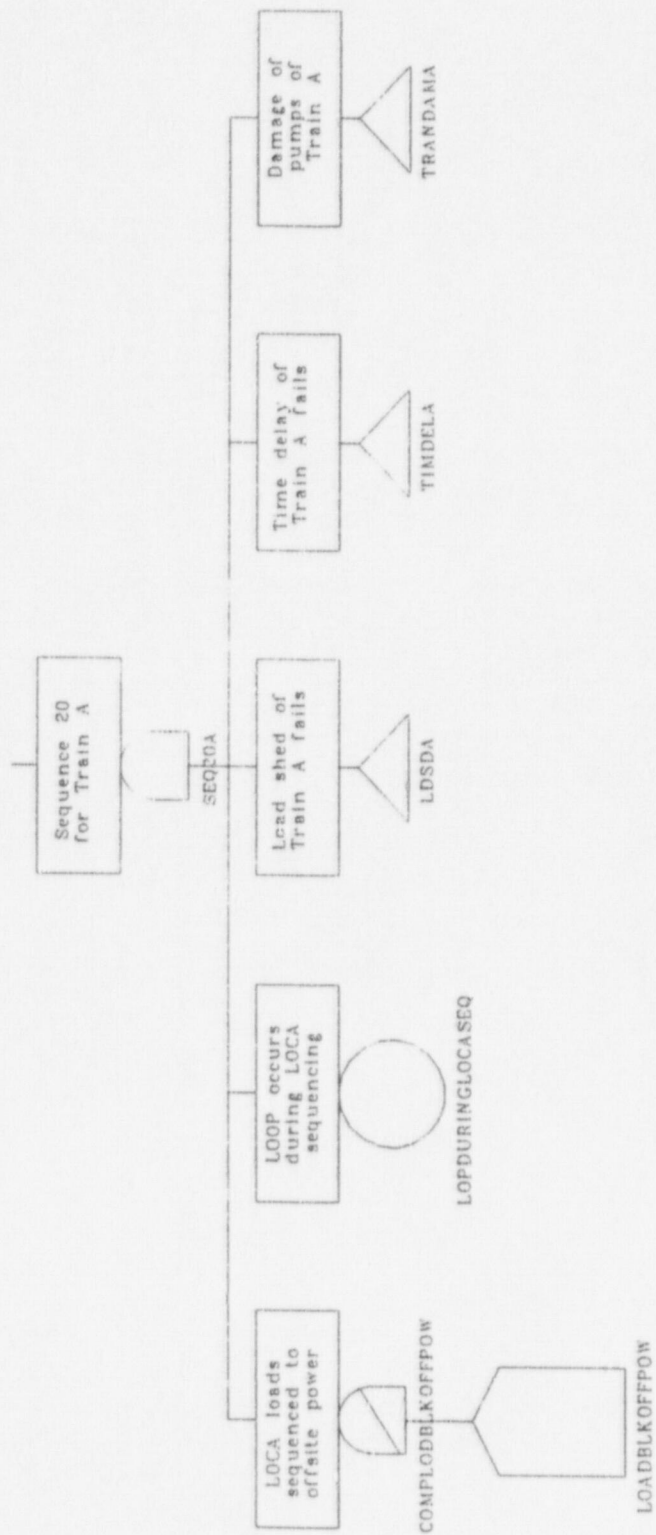 Sequence 20
for Train A
SEQ20A
LOCA loads
sequenced to
offsite power
COMPLODBLKOFFPOW
LOADBLKOFFPOW
LOOP occurs
during LOCA
sequencing
LOPDURINGLOCASEQ
Load shed of
Train A fails
LDSDA
Time delay of
Train A fails
TIMDELA
Damage of
pumps of
Train A
TRANDAMA